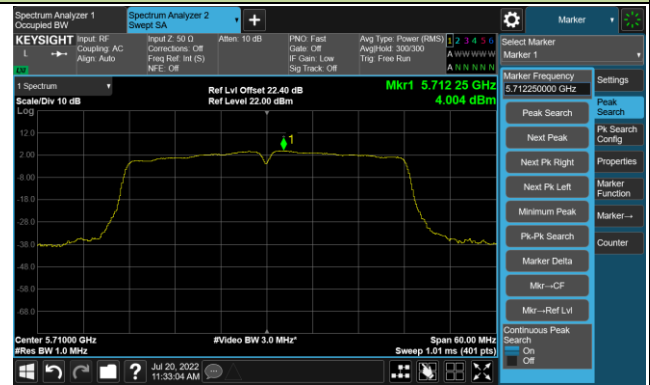 Spectrum Analyzer 1
Occupied BW
Spectrum Analyzer 2
Swept SA
Marker
KEYSIGHT
L
Input: RF
Coupling: AC
Align: Auto
Input Z: 50 Ω
Corrections: Off
Freq Ref: Int (S)
NFE: Off
Atten: 10 dB
PNO: Fast
Gate: Off
IF Gain: Low
Sig Track: Off
Avg Type: Power (RMS)
Avg|Hold: 300/300
Trig: Free Run
1 2 3 4 5 6
A W W W W W
A N N N N N
Select Marker
Marker 1
1 Spectrum
Scale/Div 10 dB
Log
Ref Lvl Offset 22.40 dB
Ref Level 22.00 dBm
Mkr1 5.712 25 GHz
4.004 dBm
1
12.0
2.00
-8.00
-18.0
-28.0
-38.0
-48.0
-58.0
-68.0
Center 5.71000 GHz
#Res BW 1.0 MHz
#Video BW 3.0 MHz*
Span 60.00 MHz
Sweep 1.01 ms (401 pts)
Marker Frequency
5.712250000 GHz
Peak Search
Next Peak
Next Pk Right
Next Pk Left
Minimum Peak
Pk-Pk Search
Marker Delta
Mkr→CF
Mkr→Ref Lvl
Continuous Peak
Search
On
Off
Settings
Peak
Search
Pk Search
Config
Properties
Marker
Function
Marker→
Counter
?
Jul 20, 2022
11:33:04 AM